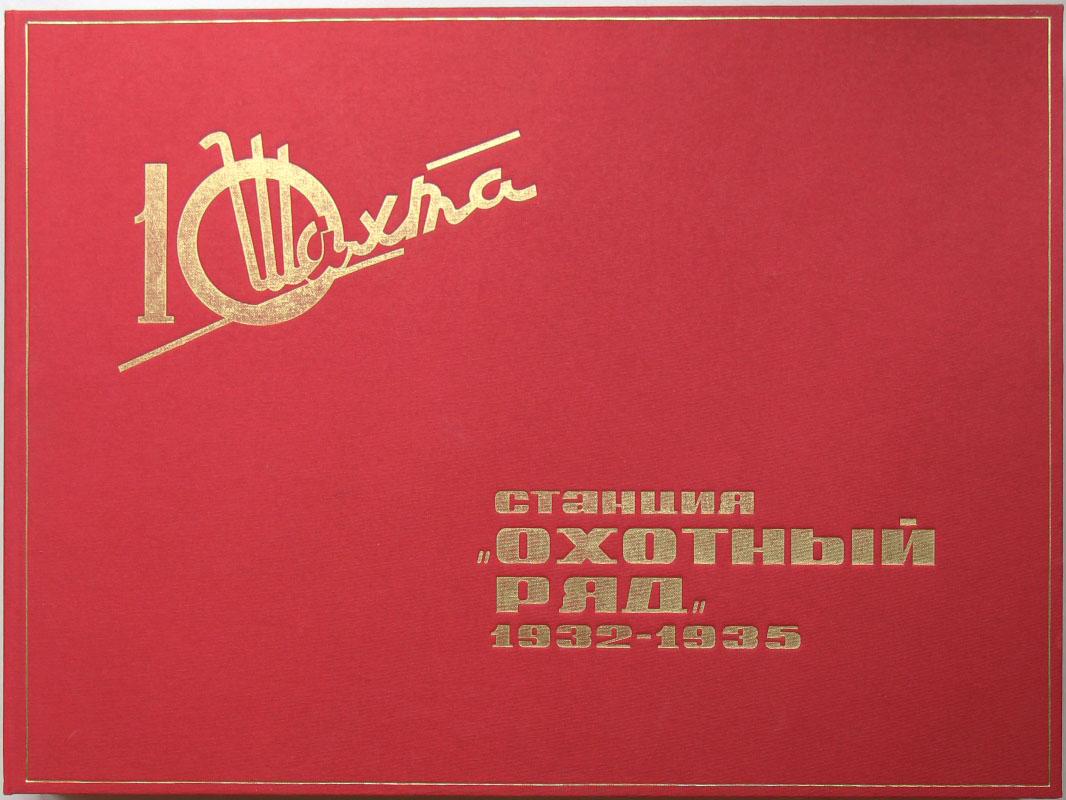 10 Шахта
станция
„ОХОТНЫЙ
РЯД„
1932-1935